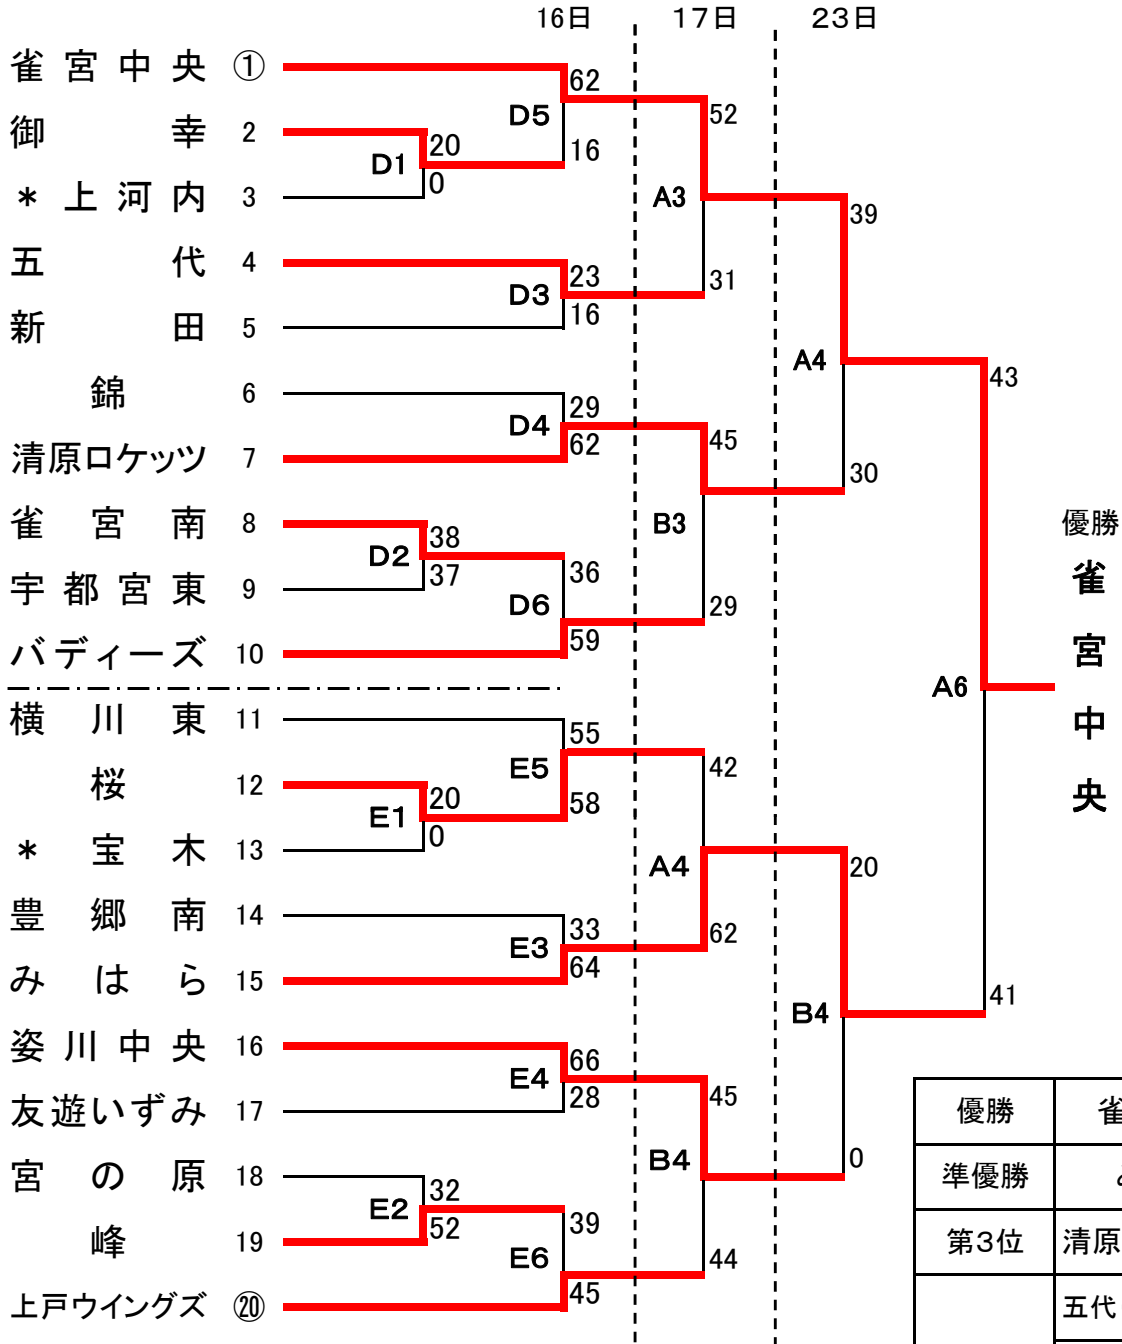 16日 17日 23日
雀宮中央 ①
62
52
D5
御幸 2
20
16
D1
0
*上河内 3
A3
39
五代 4
23
31
D3
16
新田 5
A4
43
錦 6
29
D4
45
62
清原ロケッツ 7
30
雀宮南 8
B3
優勝
38
D2
37
36
雀宮中央
宇都宮東 9
D6
29
59
バディーズ 10
A6
横川東 11
55
42
E5
桜 12
20
58
E1
0
*宝木 13
A4
20
豊郷南 14
33
62
E3
64
みはら 15
41
B4
姿川中央 16
66
E4
45
28
友遊いずみ 17
0
B4
宮の原 18
32
E2
52
39
峰 19
E6
44
45
上戸ウイングズ ⑳
優勝 雀
準優勝
第3位 清原
五代